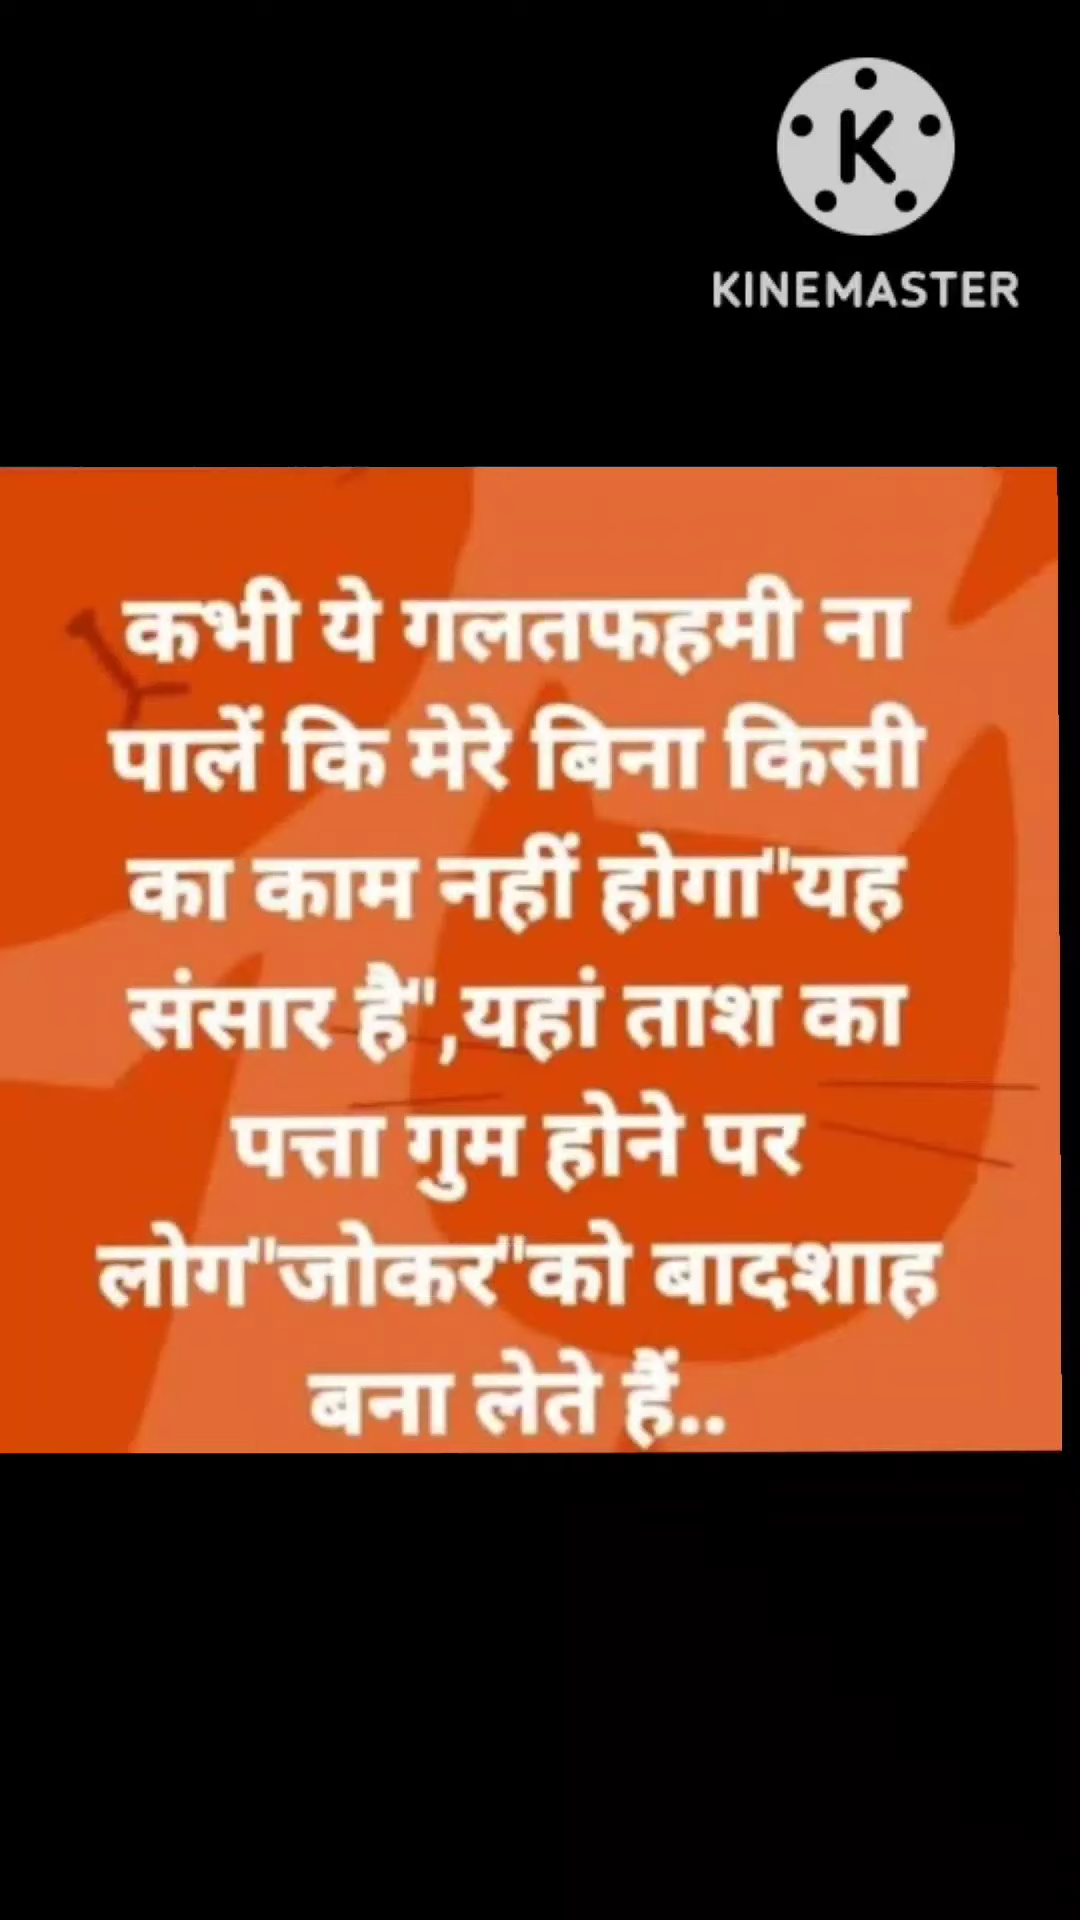 K
KINEMASTER
कभी ये गलतफहमी ना
पालें कि मेरे बिना किसी
का काम नहीं होगा"यह
संसार है",यहां ताश का
पत्ता गुम होने पर
लोग"जोकर"को बादशाह
बना लेते हैं..